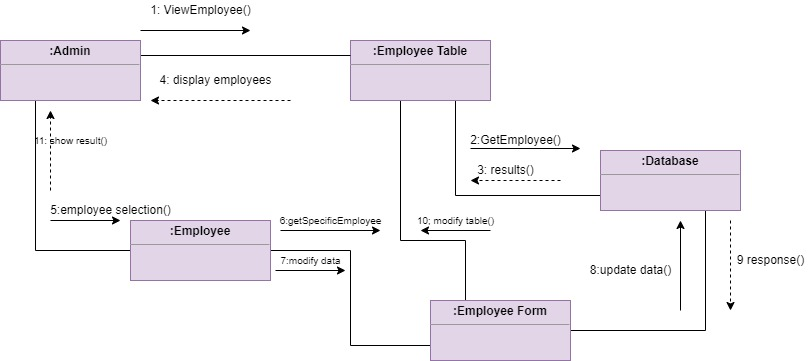 1: ViewEmployee()
:Admin
:Employee Table
4: display employees
11: show result()
2:GetEmployee()
:Database
3: results()
5:employee selection()
:Employee
6:getSpecificEmployee
10; modify table()
7:modify data
8:update data()
9 response()
:Employee Form